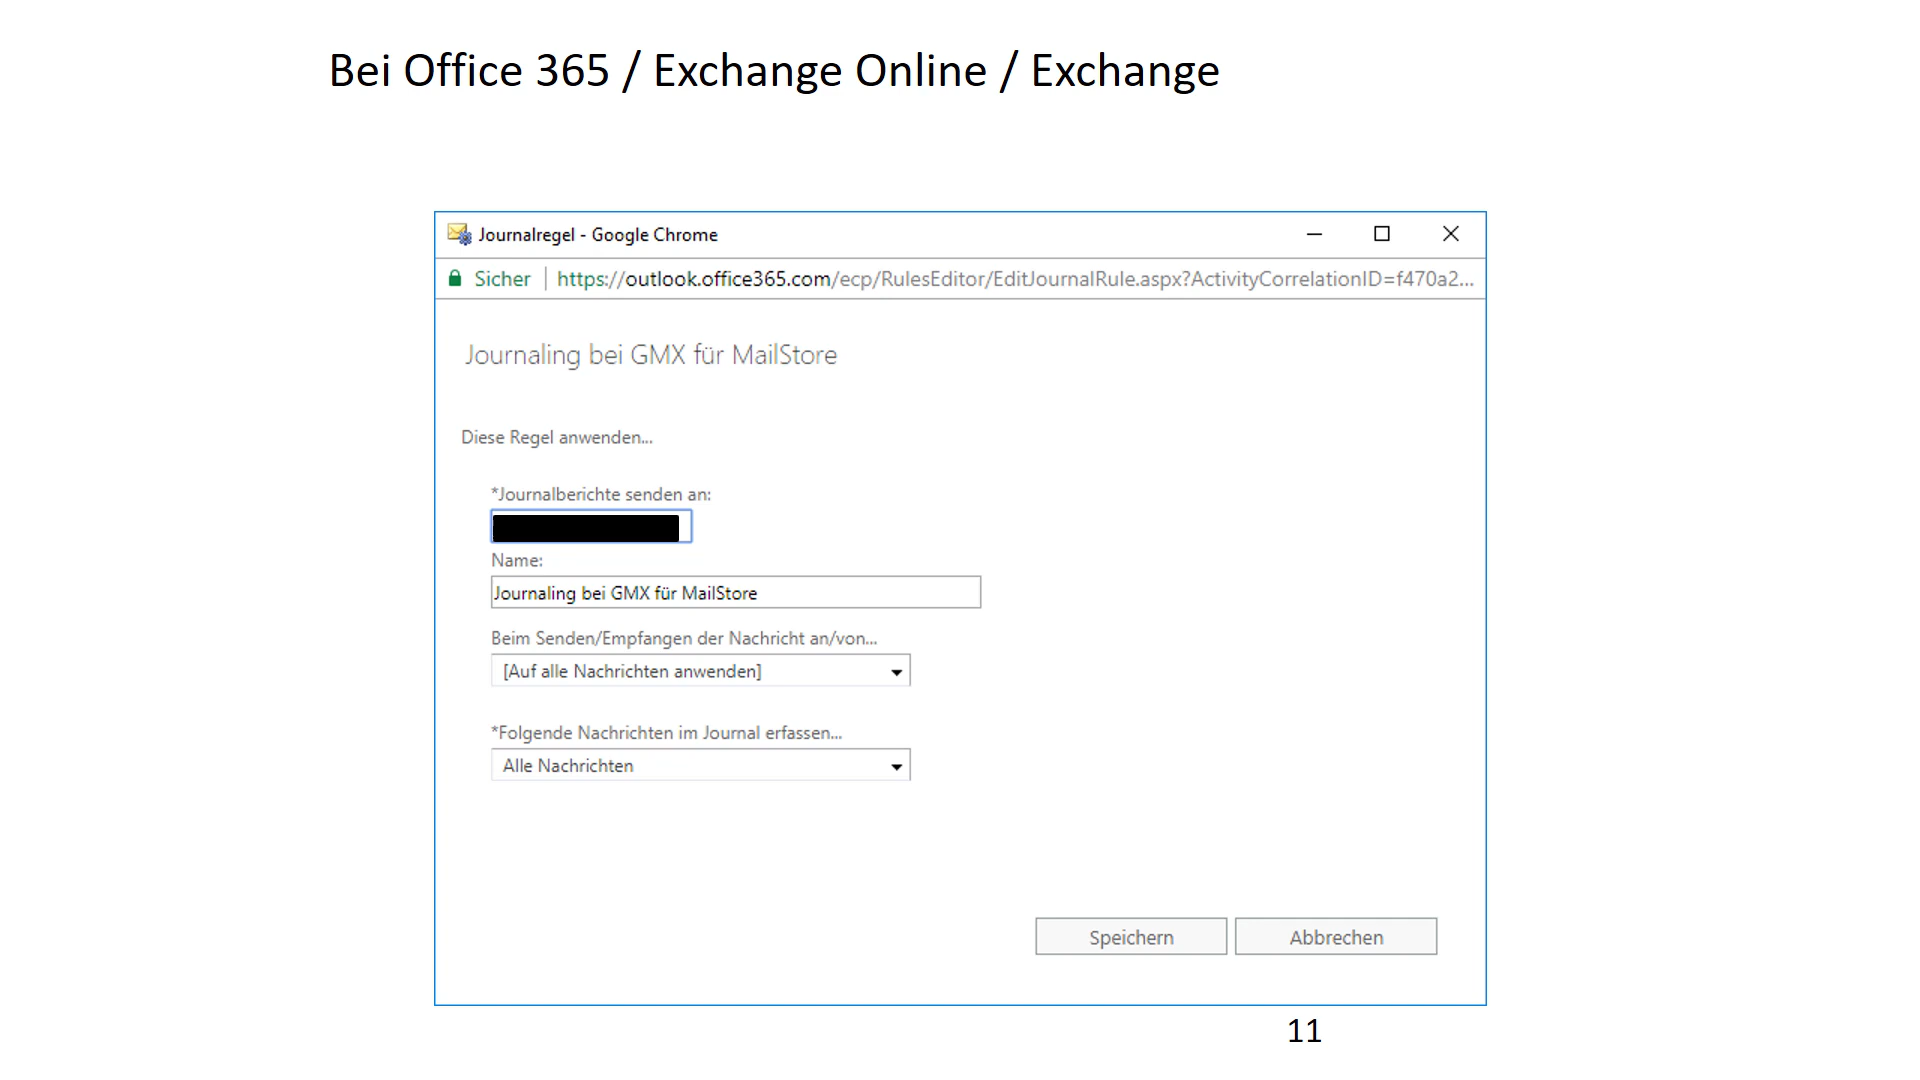 Bei Office 365 / Exchange Online / Exchange
Journalregel - Google Chrome
Sicher https://outlook.office365.com/ecp/RulesEditor/EditJournalRule.aspx?ActivityCorrelationID=f470a2...
Journaling bei GMX für MailStore
Diese Regel anwenden...
*Journalberichte senden an:
Name:
Journaling bei GMX für MailStore
Beim Senden/Empfangen der Nachricht an/von...
[Auf alle Nachrichten anwenden]
*Folgende Nachrichten im Journal erfassen...
Alle Nachrichten
Speichern Abbrechen
11